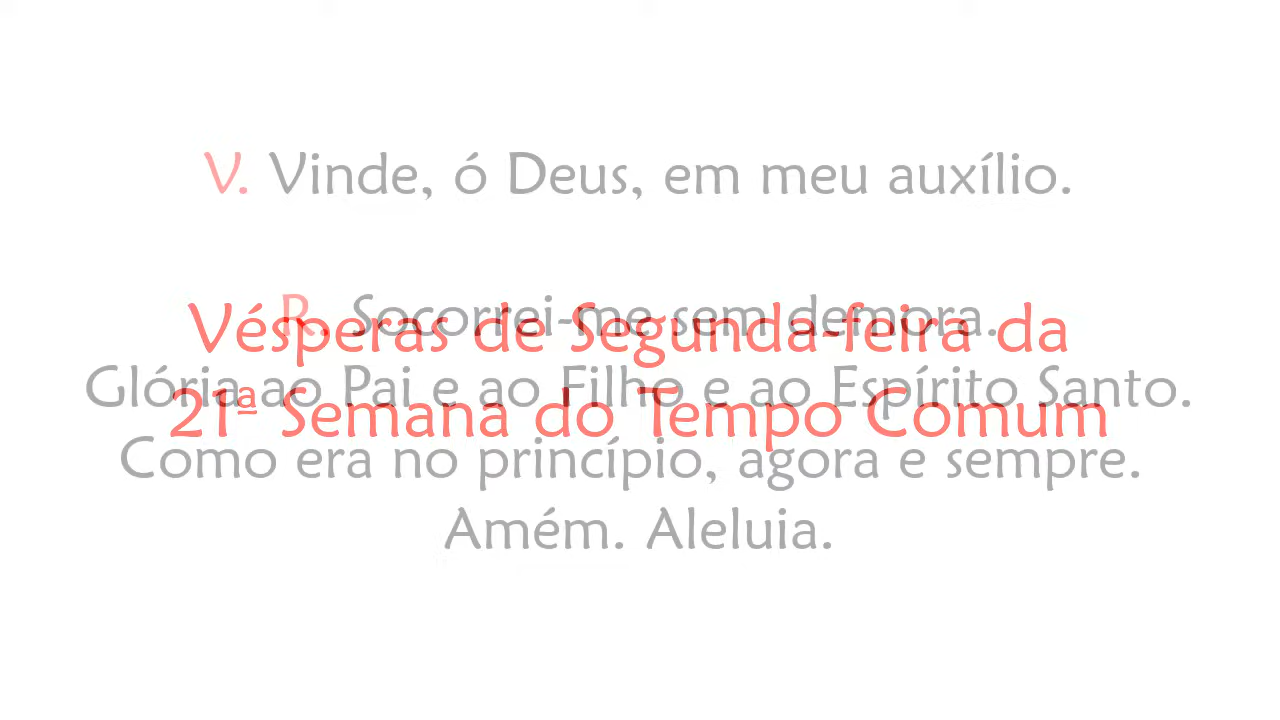 V. Vinde, ó Deus, em meu auxílio.
R. Socorrei-me sem demora.
Vésperas de Segunda-feira da
Glória ao Pai e ao Filho e ao Espírito Santo.
21ª Semana do Tempo Comum
Como era no princípio, agora e sempre.
Amém. Aleluia.